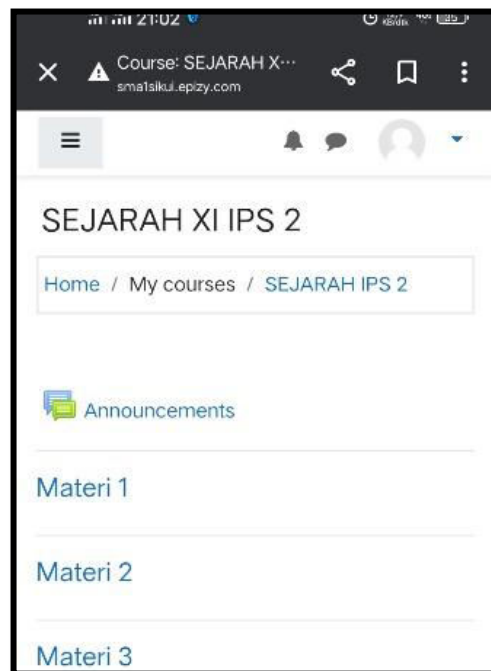 21:02
Course: SEJARAH X...
sma1sikul.epizy.com
SEJARAH XI IPS 2
Home / My courses / SEJARAH IPS 2
Announcements
Materi 1
Materi 2
Materi 3